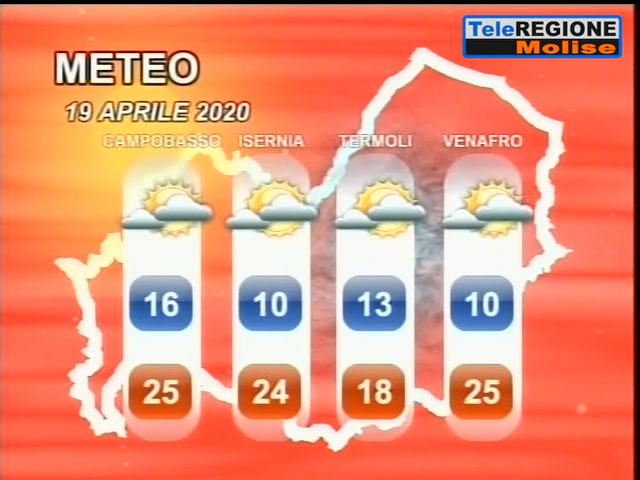 TeleREGIONE
Molise
METEO
19 APRILE 2020
CAMPOBASSO ISERNIA TERMOLI VENAFRO
16 10 13 10
25 24 18 25